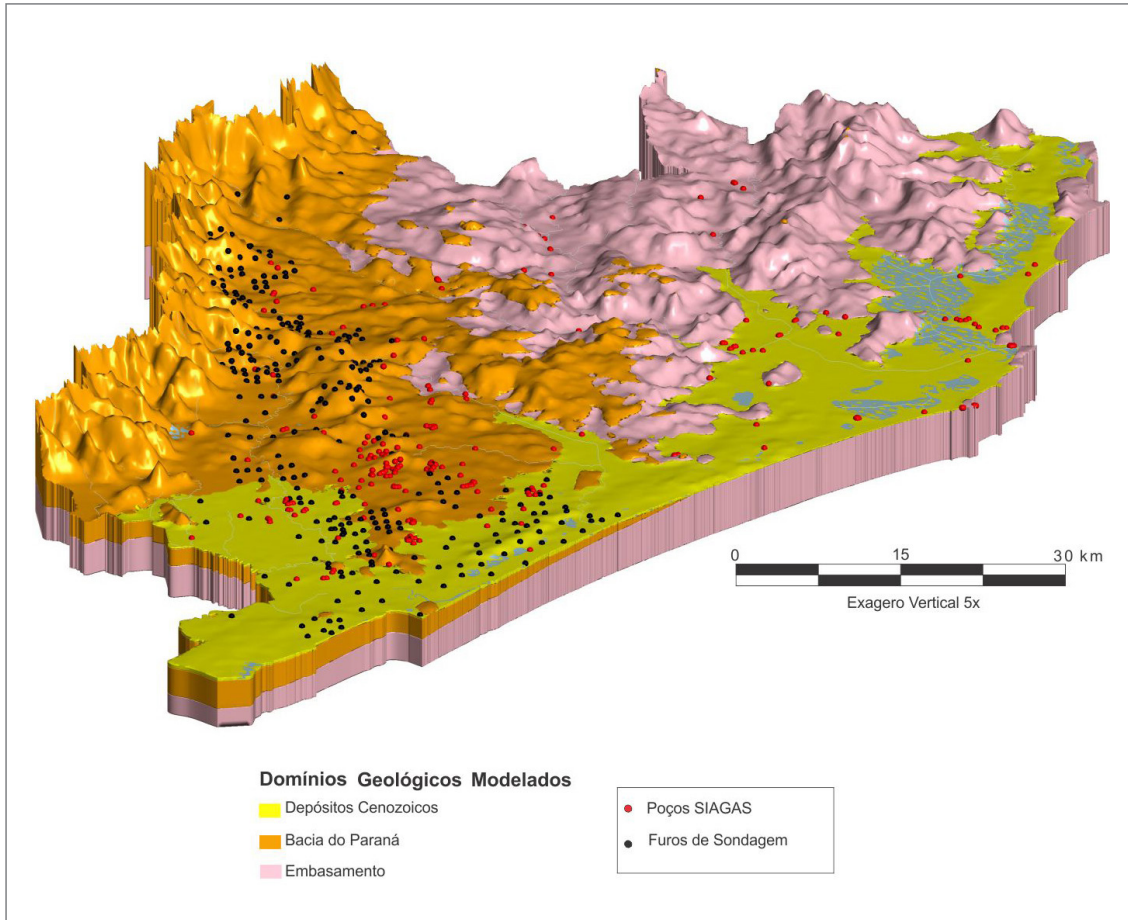 0 15 30 km
Exagero Vertical 5x
Domínios Geológicos Modelados
Depósitos Cenozoicos
Bacia do Paraná
Embasamento
Poços SIAGAS
Furos de Sondagem